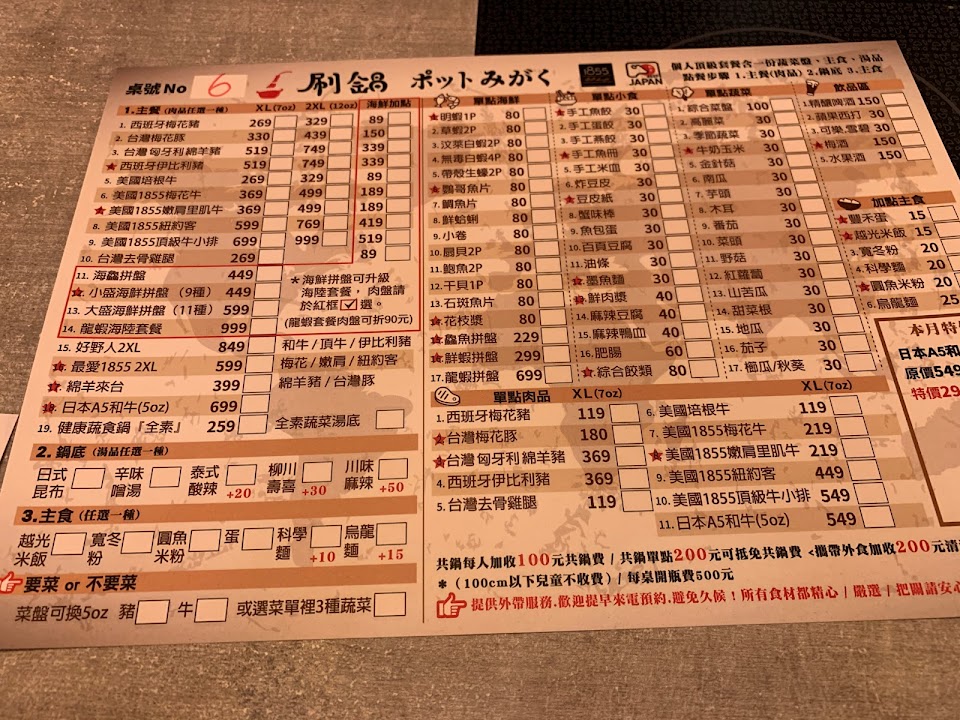 桌號No 6 刷鍋 ポットみがく 1855 JAPAN
個人頂級套餐含一份蔬菜盤、主食、湯品
點餐步驟 1.主餐(肉品) 2.鍋底 3.主食
1.主餐 (肉品任選一種) XL(7oz) 2XL(12oz) 海鮮加點
1. 西班牙梅花豬 269 329 89
2. 台灣梅花豚 330 439 150
3. 台灣匈牙利綿羊豬 519 749 339
★西班牙伊比利豬 519 749 339
5. 美國培根牛 269 329 89
6. 美國1855梅花牛 369 499 189
★美國1855嫩肩里肌牛 369 499 189
8. 美國1855紐約客 599 769 419
9. 美國1855頂級牛小排 699 999 519
10. 台灣去骨雞腿 269 89
11. 海鱻拼盤 449
★小盛海鮮拼盤 (9種) 449
13. 大盛海鮮拼盤 (11種) 599
14. 龍蝦海陸套餐 999
＊海鮮拼盤可升級
海陸套餐， 肉盤請
於紅框☑選。
(龍蝦套餐肉盤可折90元)
15. 好野人2XL 849 和牛/頂牛/伊比利豬
★最愛1855 2XL 599 梅花/嫩肩/紐約客
★綿羊來台 399 綿羊豬/台灣豚
★日本A5和牛(5oz) 699
19. 健康蔬食鍋「全素」 259 全素蔬菜湯底
2. 鍋底 (湯品任選一種)
日式昆布 辛味噌湯 泰式酸辣+20 柳川壽喜+30 川味麻辣+50
3.主食 (任選一種)
越光米飯 寬冬粉 圓魚米粉 蛋 科學麵+10 烏龍麵+15
要菜 or 不要菜
菜盤可換5oz 豬 牛 或選菜單裡3種蔬菜
單點海鮮
★明蝦1P 80
2.草蝦2P 80
3.汶萊白蝦2P 80
4.無毒白蝦4P 80
5.帶殼生蠔2P 80
★鸚哥魚片 80
7.鯛魚片 80
8.鮮蛤蜊 80
9.小卷 80
10.扇貝2P 80
11.鮑魚2P 80
12.干貝1P 80
13.石斑魚片 80
★花枝漿 80
★鱻魚拼盤 229
★鮮蝦拼盤 299
17.龍蝦拼盤 699
單點小食
★手工魚餃 30
2.手工蛋餃 30
3.手工燕餃 30
★手工魚冊 30
5.手工米血 30
6.炸豆皮 30
★豆皮紙 30
8.蟹味棒 30
9.魚包蛋 30
10.百頁豆腐 30
11.油條 30
★墨魚麵 30
★鮮肉漿 40
14.麻辣豆腐 40
15.麻辣鴨血 40
16.肥腸 60
★綜合餃類 80
單點蔬菜
1.綜合菜盤 100
2.高麗菜 30
3.季節蔬菜 30
★牛奶玉米 30
5.金針菇 30
6.南瓜 30
7.芋頭 30
8.木耳 30
9.番茄 30
10.菜頭 30
11.野菇 30
12.紅蘿蔔 30
13.山苦瓜 30
14.甜菜根 30
15.地瓜 30
16.茄子 30
17.櫛瓜/秋葵 30
飲品區
1.精釀啤酒 150
2.蘋果西打 30
3.可樂,雪碧 30
★梅酒 150
5.水果酒 150
加點主食
★豐禾蛋 15
★越光米飯 15
3.寬冬粉 20
4.科學麵 20
★圓魚米粉 20
6.烏龍麵 25
本月特
日本A5和
原價549
特價29
單點肉品 XL(7oz) XL(7oz)
1.西班牙梅花豬 119
★台灣梅花豚 180
★台灣匈牙利綿羊豬 369
4.西班牙伊比利豬 369
5.台灣去骨雞腿 119
6.美國培根牛 119
7.美國1855梅花牛 219
★美國1855嫩肩里肌牛 219
9.美國1855紐約客 449
10.美國1855頂級牛小排 549
11.日本A5和牛(5oz) 549
共鍋每人加收100元共鍋費 / 共鍋單點200元可抵免共鍋費 <攜帶外食加收200元清
＊(100cm以下兒童不收費) / 每桌開瓶費500元
提供外帶服務.歡迎提早來電預約.避免久候！所有食材都精心 / 嚴選 / 把關請安心